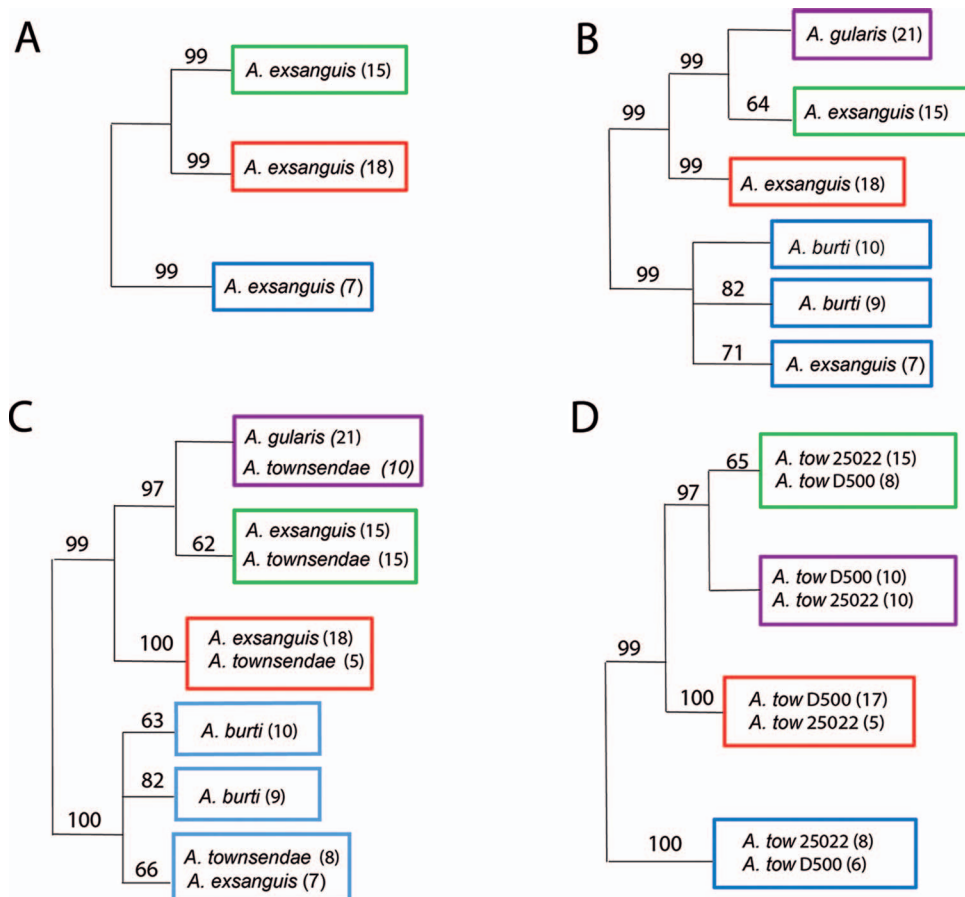 A
99
A. exsanguis (15)
99
A. exsanguis (18)
99
A. exsanguis (7)
B
A. gularis (21)
99
64
A. exsanguis (15)
99
99
A. exsanguis (18)
A. burti (10)
99
82
A. burti (9)
71
A. exsanguis (7)
C
A. gularis (21)
A. townsendae (10)
97
A. exsanguis (15)
62
A. townsendae (15)
99
A. exsanguis (18)
100
A. townsendae (5)
63
A. burti (10)
82
A. burti (9)
100
A. townsendae (8)
66
A. exsanguis (7)
D
65
A. tow 25022 (15)
A. tow D500 (8)
97
A. tow D500 (10)
A. tow 25022 (10)
99
100
A. tow D500 (17)
A. tow 25022 (5)
100
A. tow 25022 (8)
A. tow D500 (6)